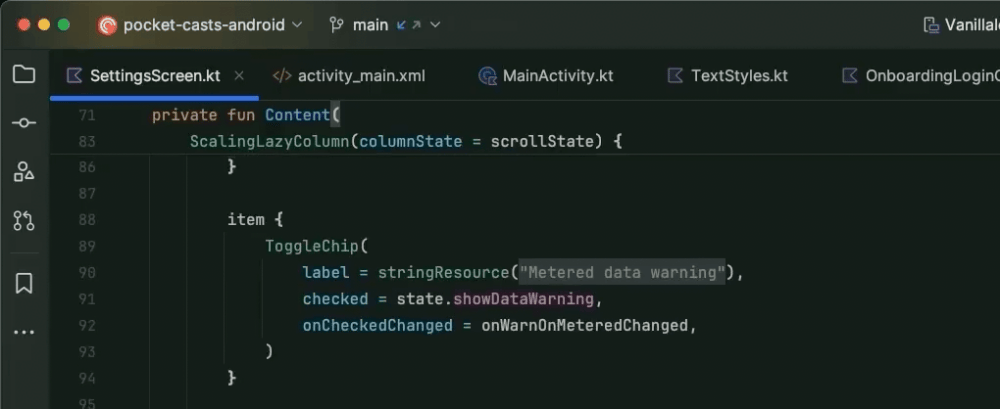 pocket-casts-android main Vanillal
SettingsScreen.kt × </> activity_main.xml MainActivity.kt TextStyles.kt OnboardingLogin
71 private fun Content(
83 ScalingLazyColumn(columnState = scrollState) {
86 }
87
88 item {
89 ToggleChip(
90 label = stringResource("Metered data warning"),
91 checked = state.showDataWarning,
92 onCheckedChanged = onWarnOnMeteredChanged,
93 )
94 }
95